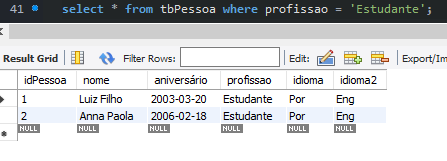 41 select * from tbPessoa where profissao = 'Estudante';
Result Grid Filter Rows: Edit: Export/Im
idPessoa nome aniversário profissao idioma idioma2
1 Luiz Filho 2003-03-20 Estudante Por Eng
2 Anna Paola 2006-02-18 Estudante Por Eng
NULL NULL NULL NULL NULL NULL